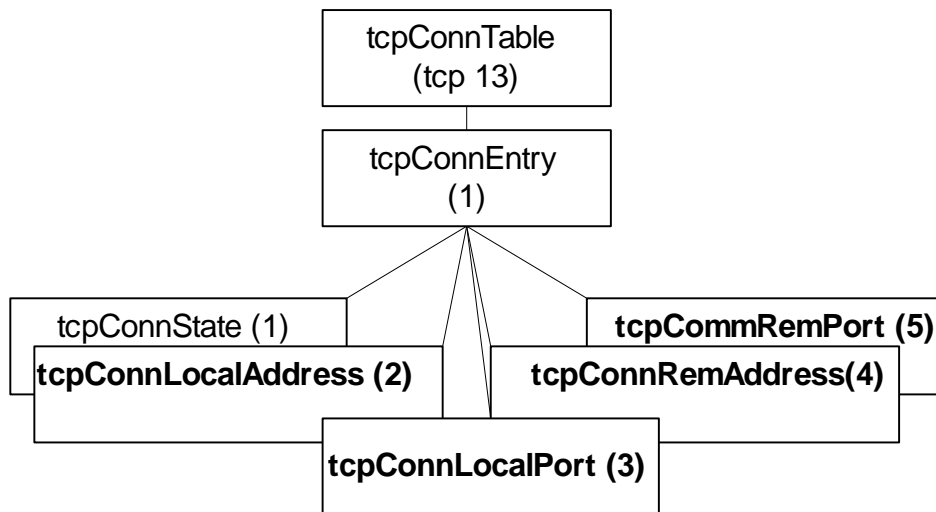 tcpConnTable
(tcp 13)
tcpConnEntry
(1)
tcpConnState (1)
tcpCommRemPort (5)
tcpConnLocalAddress (2)
tcpConnRemAddress(4)
tcpConnLocalPort (3)